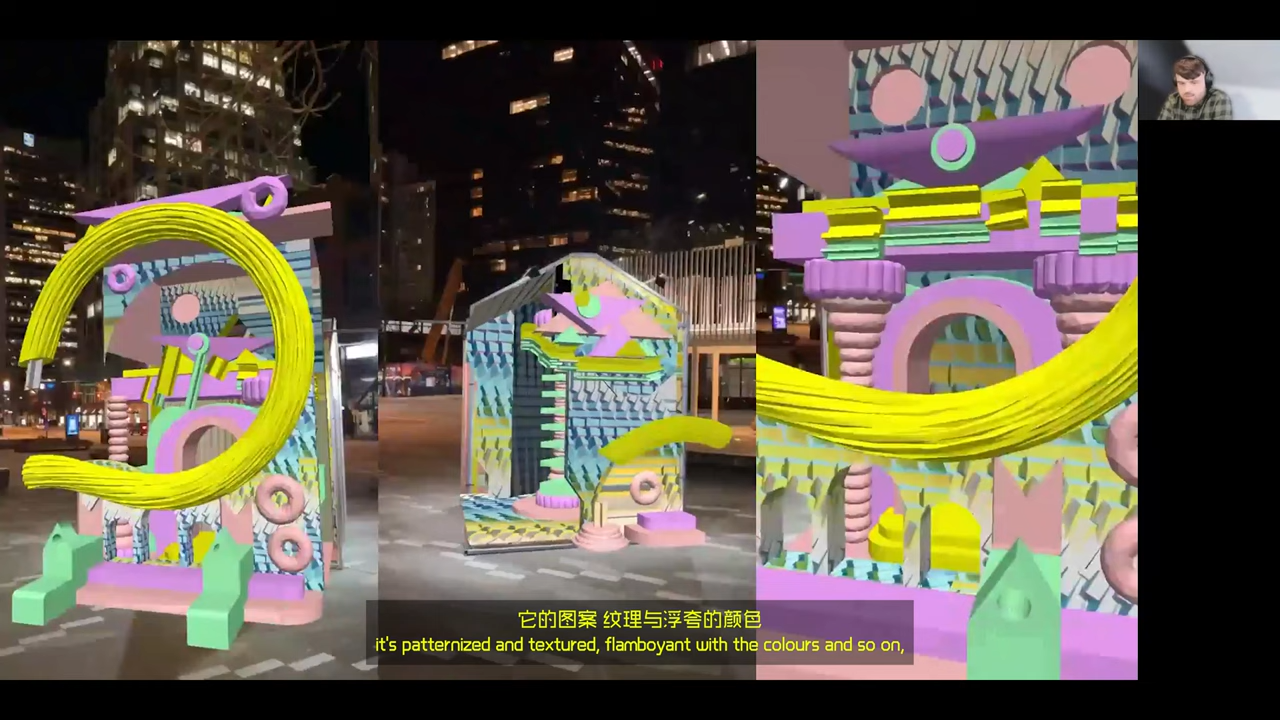 它的图案 纹理与浮夸的颜色
it's patternized and textured, flamboyant with the colours and so on,